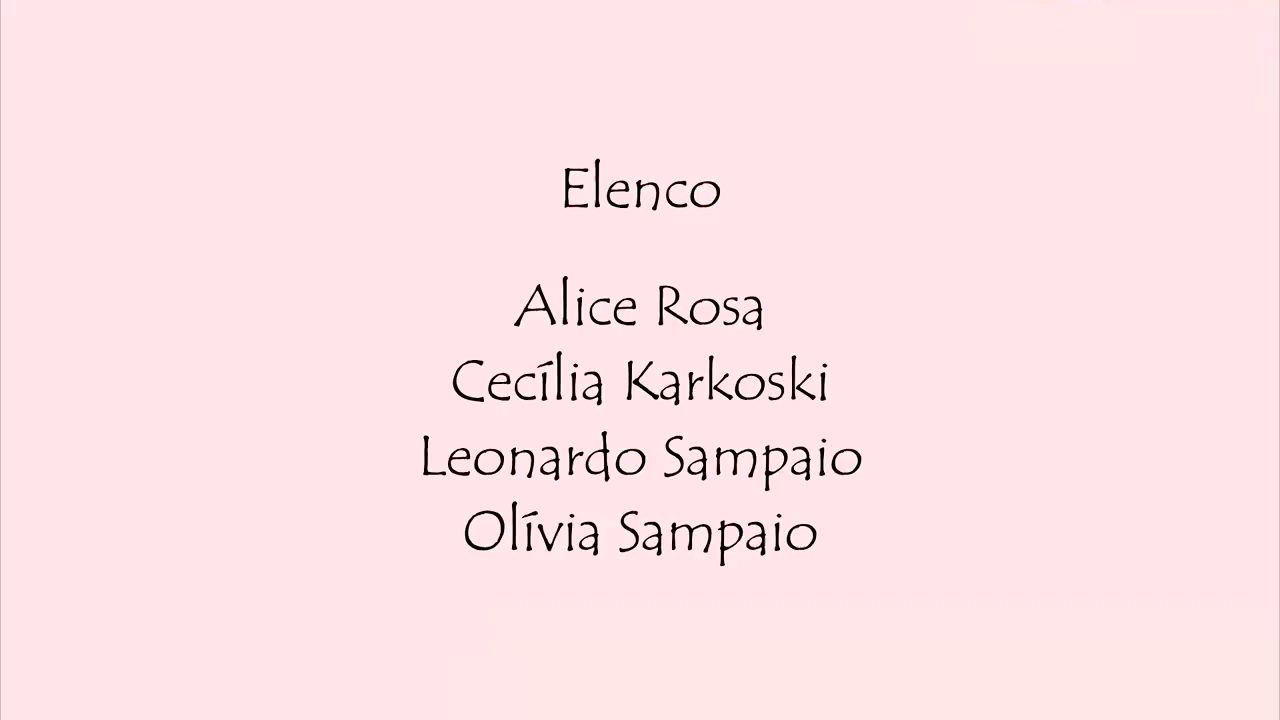 Elenco
Alice Rosa
Cecília Karkoski
Leonardo Sampaio
Olívia Sampaio